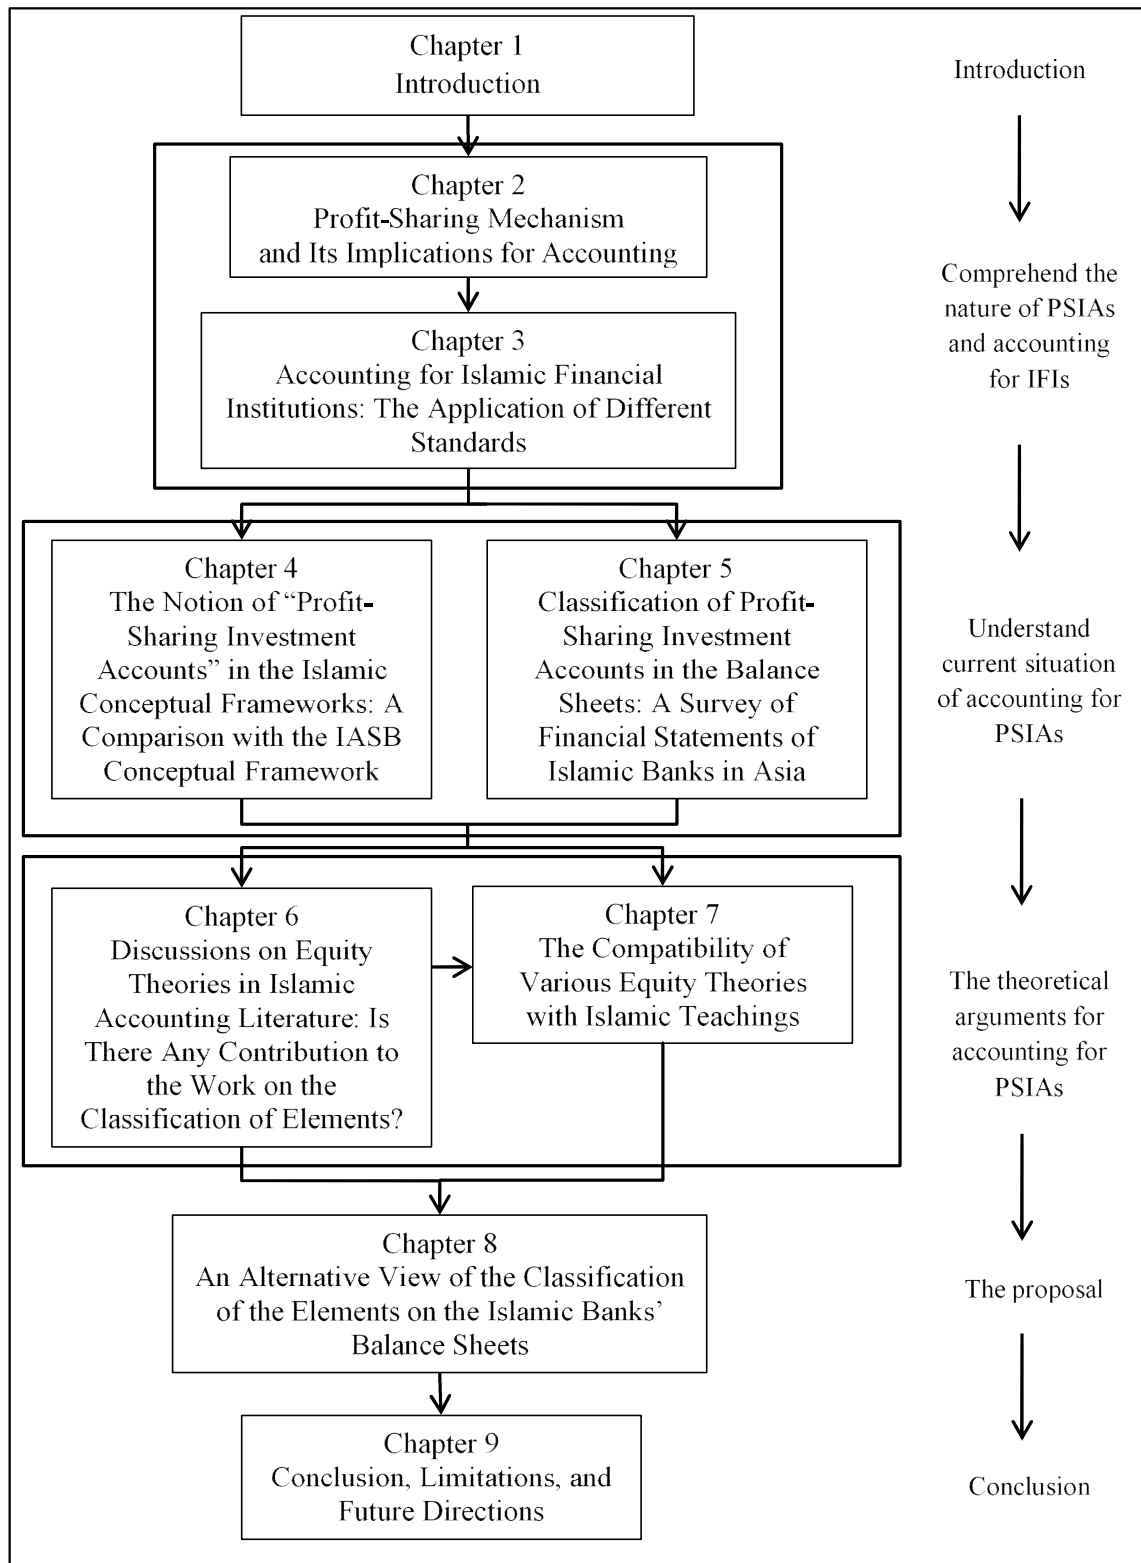 Chapter 1
Introduction
Introduction
Chapter 2
Profit-Sharing Mechanism
and Its Implications for Accounting
Comprehend the
nature of PSIAs
and accounting
for IFIs
Chapter 3
Accounting for Islamic Financial
Institutions: The Application of Different
Standards
Chapter 4
The Notion of “Profit-
Sharing Investment
Accounts” in the Islamic
Conceptual Frameworks: A
Comparison with the IASB
Conceptual Framework
Chapter 5
Classification of Profit-
Sharing Investment
Accounts in the Balance
Sheets: A Survey of
Financial Statements of
Islamic Banks in Asia
Understand
current situation
of accounting for
PSIAs
Chapter 6
Discussions on Equity
Theories in Islamic
Accounting Literature: Is
There Any Contribution to
the Work on the
Classification of Elements?
Chapter 7
The Compatibility of
Various Equity Theories
with Islamic Teachings
The theoretical
arguments for
accounting for
PSIAs
Chapter 8
An Alternative View of the Classification
of the Elements on the Islamic Banks’
Balance Sheets
The proposal
Chapter 9
Conclusion, Limitations, and
Future Directions
Conclusion